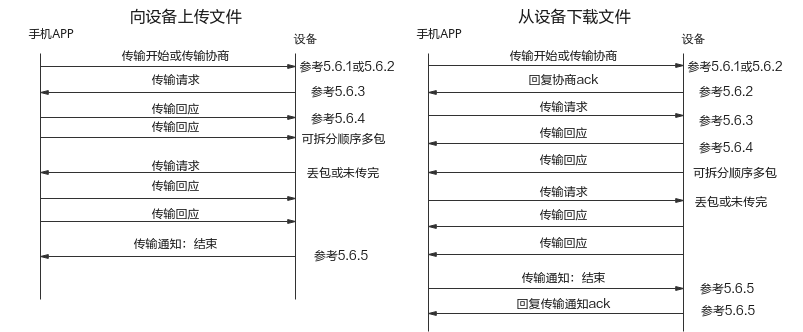 向设备上传文件
手机APP
设备
传输开始或传输协商
参考5.6.1或5.6.2
传输请求
参考5.6.3
传输回应
参考5.6.4
传输回应
可拆分顺序多包
传输请求
丢包或未传完
传输回应
传输回应
传输通知：结束
参考5.6.5
从设备下载文件
手机APP
设备
传输开始或传输协商
参考5.6.1或5.6.2
回复协商ack
参考5.6.2
传输请求
参考5.6.3
传输回应
参考5.6.4
传输回应
可拆分顺序多包
传输请求
丢包或未传完
传输回应
传输回应
传输通知：结束
参考5.6.5
回复传输通知ack
参考5.6.5